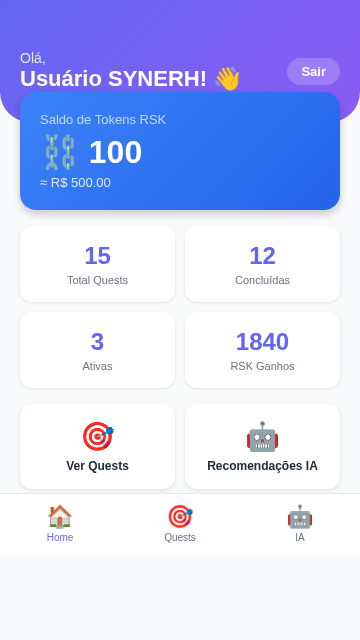 Olá,
Usuário SYNERH! 👋
Sair
Saldo de Tokens RSK
⛓️ 100
≈ R$ 500.00
15
Total Quests
12
Concluídas
3
Ativas
1840
RSK Ganhos
🎯
Ver Quests
🤖
Recomendações IA
🏠
Home
🎯
Quests
🤖
IA